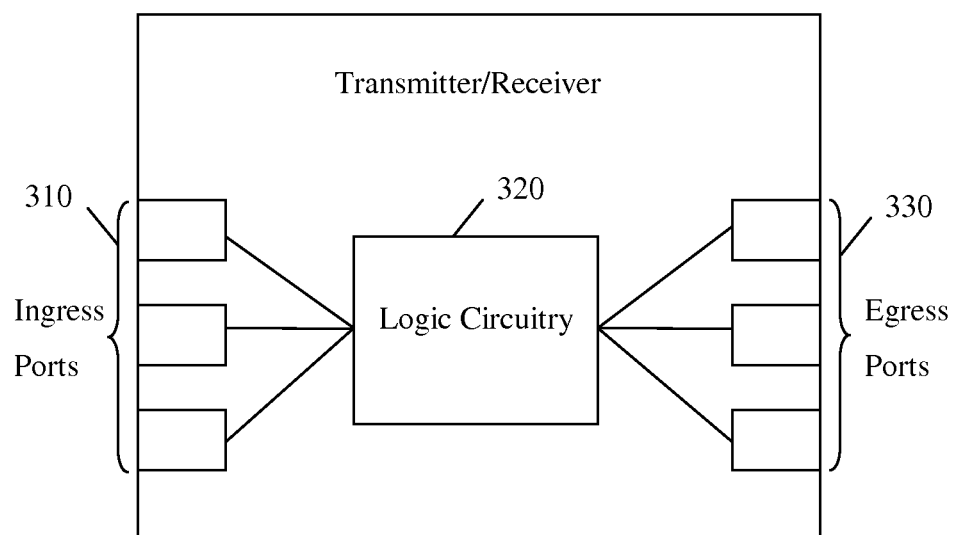 Transmitter/Receiver
310
320
330
Ingress
Ports
Logic Circuitry
Egress
Ports